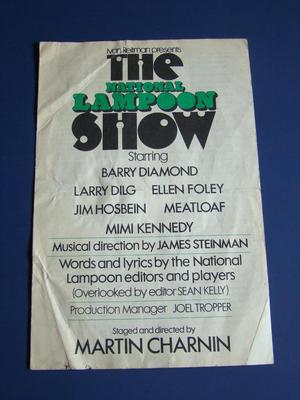 Ivan Reitman presents
THE
NATIONAL
LAMPOON
SHOW
Starring
BARRY DIAMOND
LARRY DILG ELLEN FOLEY
JIM HOSBEIN MEATLOAF
MIMI KENNEDY
Musical direction by JAMES STEINMAN
Words and lyrics by the National
Lampoon editors and players
(Overlooked by editor SEAN KELLY)
Production Manager JOEL TROPPER
Staged and directed by
MARTIN CHARNIN